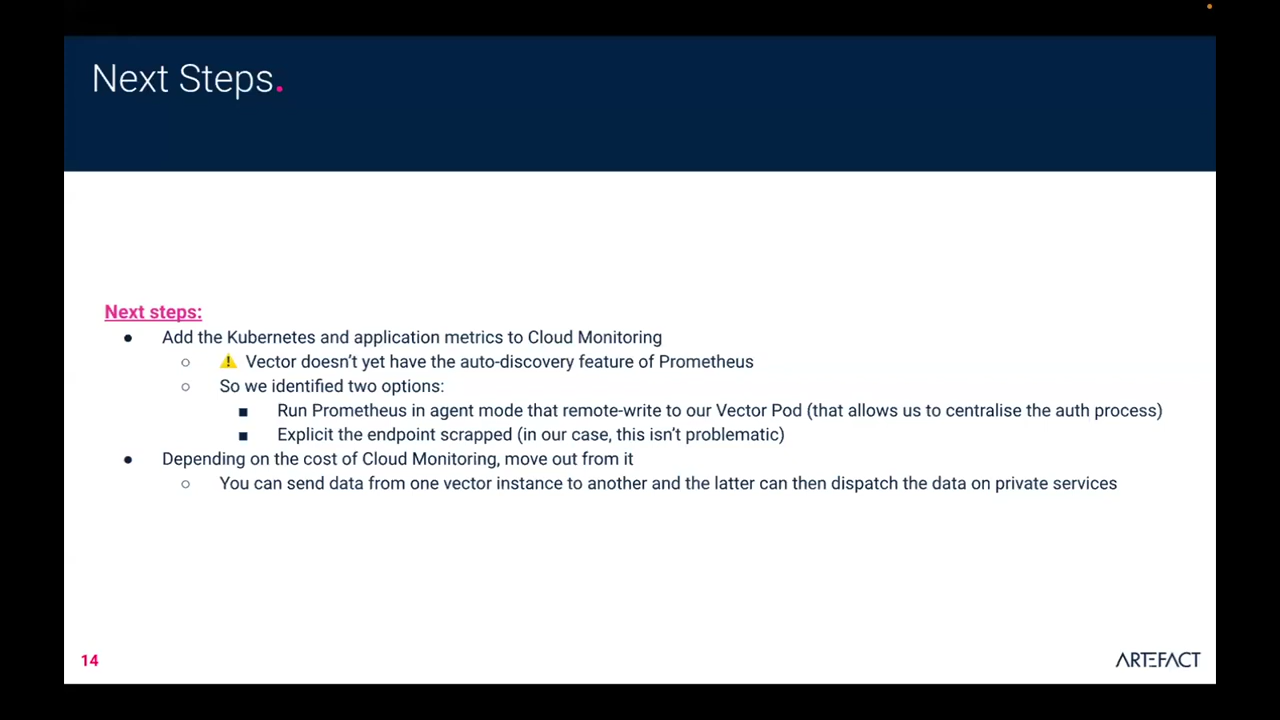 Next Steps.
Next steps:
● Add the Kubernetes and application metrics to Cloud Monitoring
○ ⚠️ Vector doesn’t yet have the auto-discovery feature of Prometheus
○ So we identified two options:
■ Run Prometheus in agent mode that remote-write to our Vector Pod (that allows us to centralise the auth process)
■ Explicit the endpoint scrapped (in our case, this isn’t problematic)
● Depending on the cost of Cloud Monitoring, move out from it
○ You can send data from one vector instance to another and the latter can then dispatch the data on private services
14
ARTEFACT